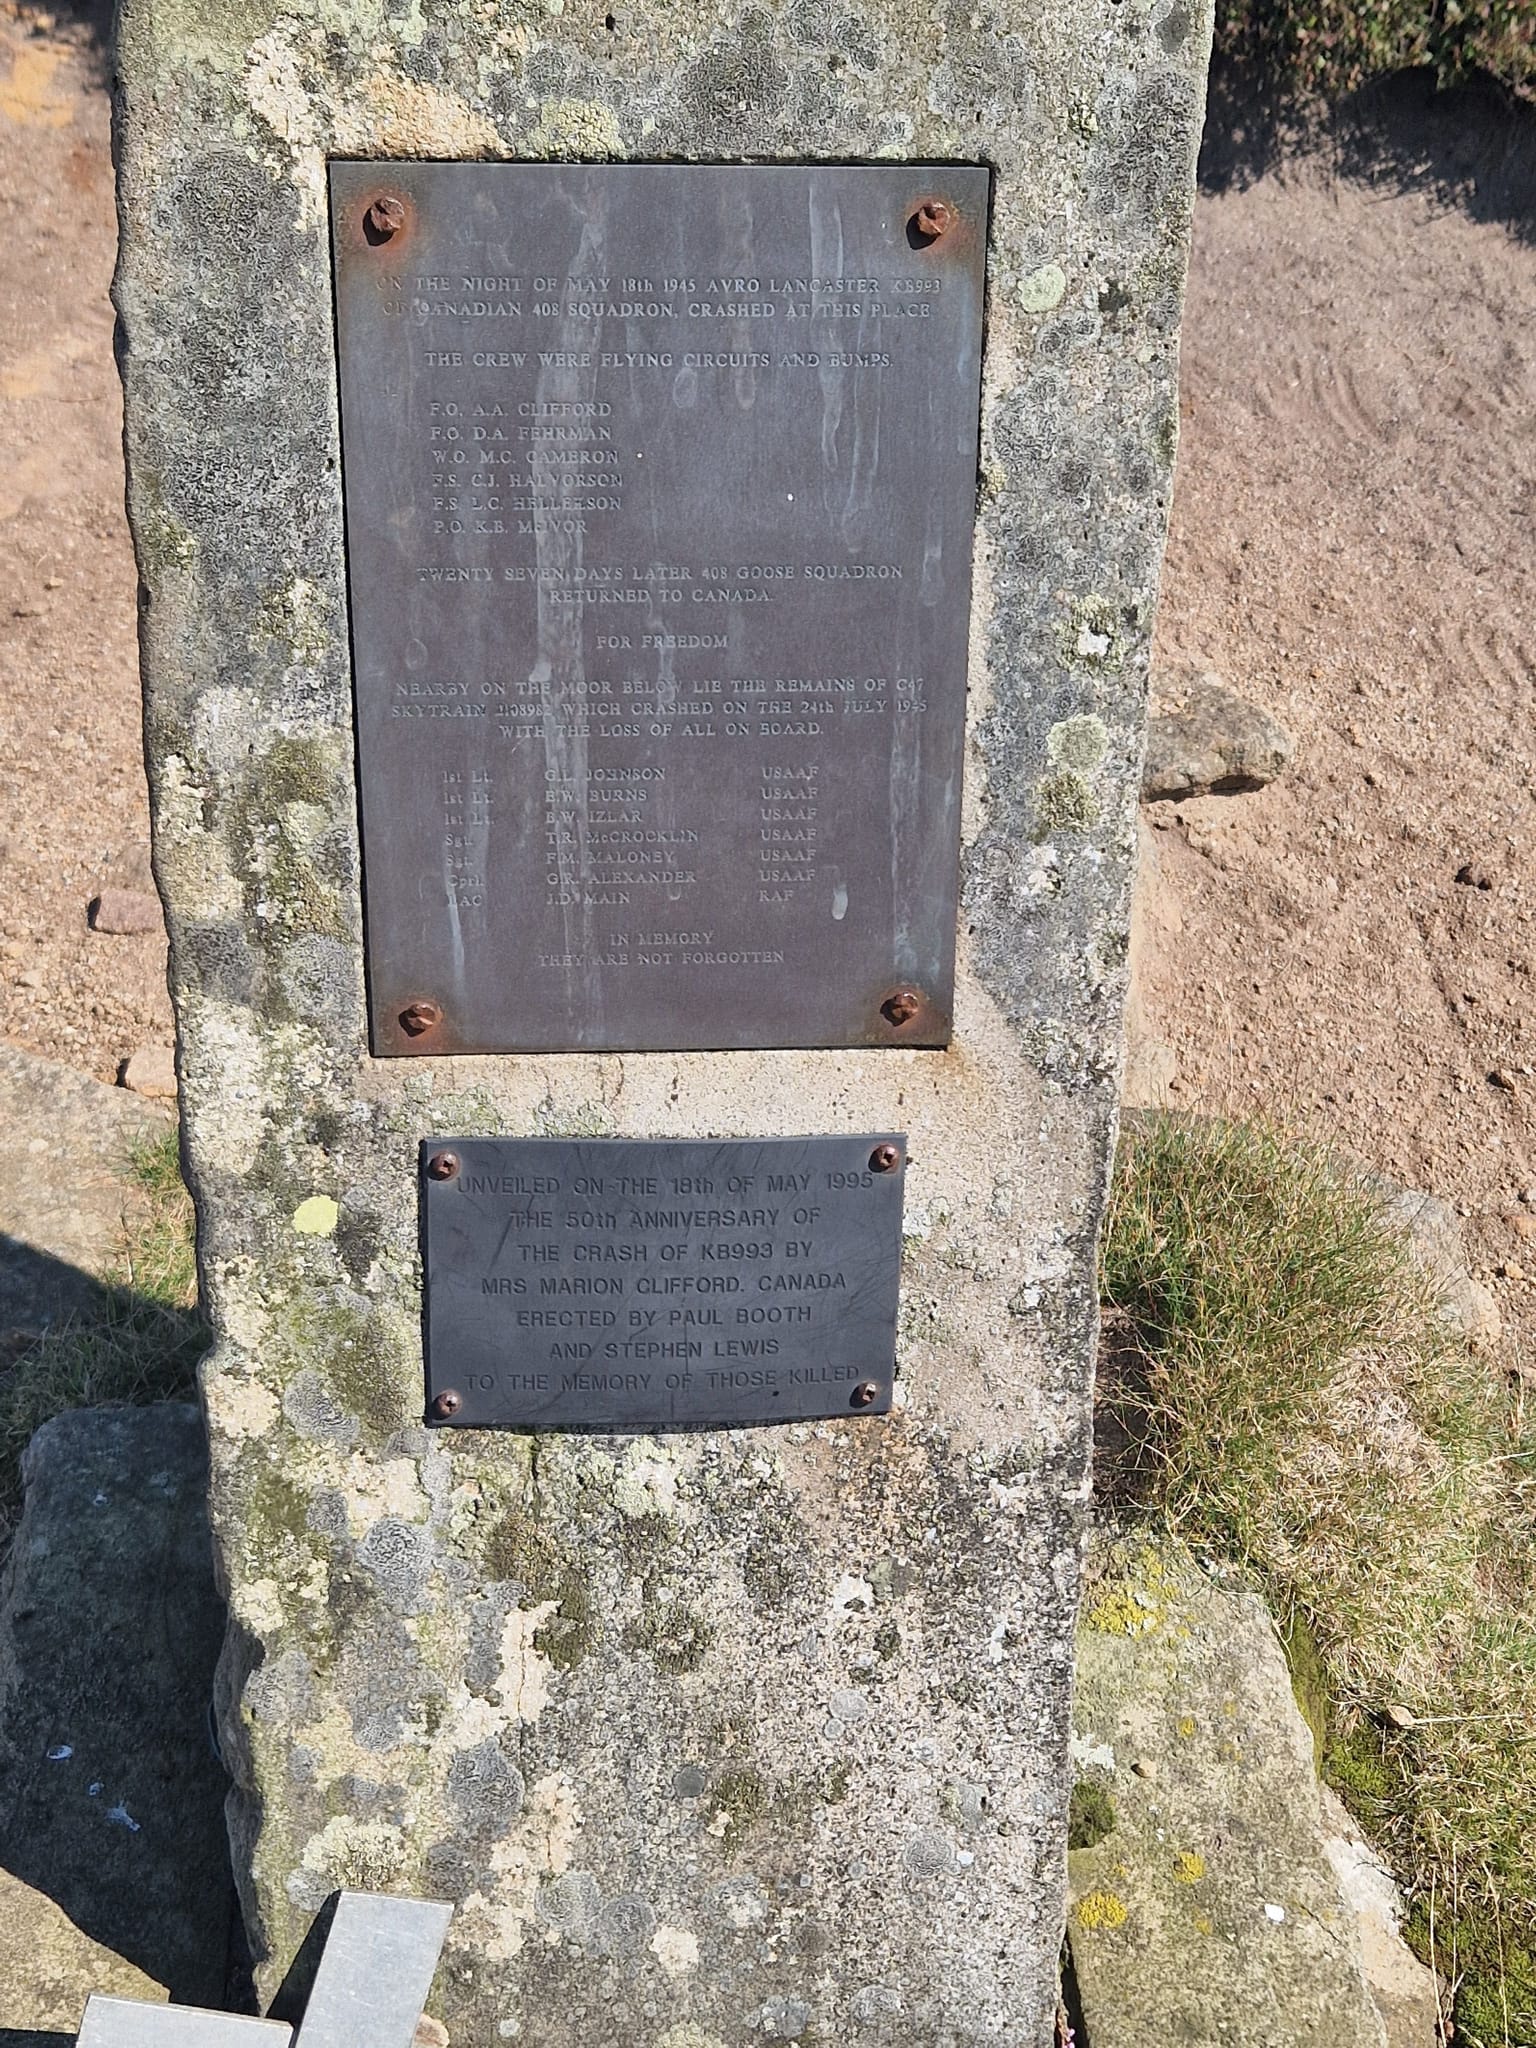 ON THE NIGHT OF MAY 18th 1945 AVRO LANCASTER KB993
OF CANADIAN 408 SQUADRON, CRASHED AT THIS PLACE
THE CREW WERE FLYING CIRCUITS AND BUMPS.
F.O. A.A. CLIFFORD
F.O. D.A. FEHRMAN
W.O. M.C. CAMERON
F.S. C.J. HALVORSON
F.S. L.C. HELLEKSON
P.O. K.B. McIVOR
TWENTY SEVEN DAYS LATER 408 GOOSE SQUADRON
RETURNED TO CANADA.
FOR FREEDOM
NEARBY ON THE MOOR BELOW LIE THE REMAINS OF C47
SKYTRAIN 2108982 WHICH CRASHED ON THE 24th JULY 1945
WITH THE LOSS OF ALL ON BOARD.
1st Lt. G.L. JOHNSON USAAF
1st Lt. E.W. BURNS USAAF
1st Lt. B.W. IZLAR USAAF
Sgt. T.R. McCROCKLIN USAAF
Sgt. F.M. MALONEY USAAF
Cprl. G.R. ALEXANDER USAAF
LAC J.D. MAIN RAF
IN MEMORY
THEY ARE NOT FORGOTTEN
UNVEILED ON THE 18th OF MAY 1995
THE 50th ANNIVERSARY OF
THE CRASH OF KB993 BY
MRS MARION CLIFFORD. CANADA
ERECTED BY PAUL BOOTH
AND STEPHEN LEWIS
TO THE MEMORY OF THOSE KILLED